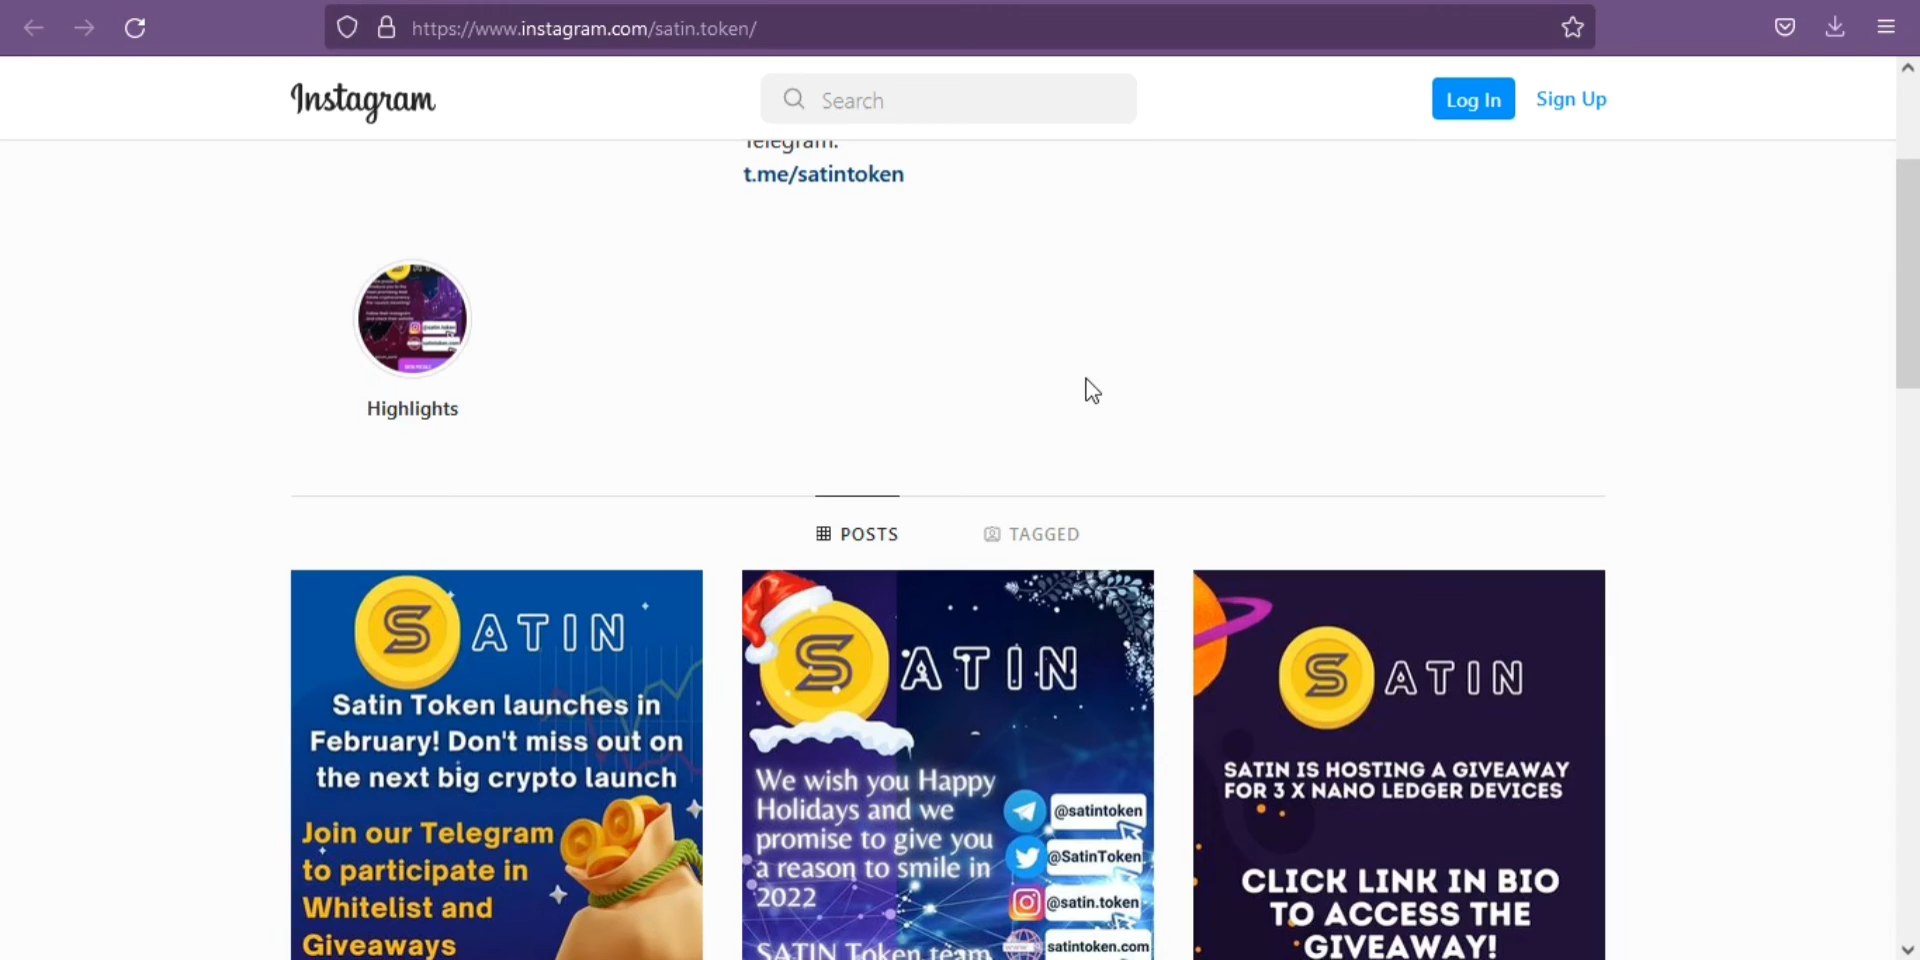 https://www.instagram.com/satin.token/
Instagram
Search
Log In
Sign Up
Telegram:
t.me/satintoken
Highlights
POSTS
TAGGED
SATIN
Satin Token launches in
February! Don't miss out on
the next big crypto launch
Join our Telegram
to participate in
Whitelist and
Giveaways
SATIN
We wish you Happy
Holidays and we
promise to give you
a reason to smile in
2022
SATIN Token team
@satintoken
@SatinToken
@satin.token
satintoken.com
SATIN
SATIN IS HOSTING A GIVEAWAY
FOR 3 X NANO LEDGER DEVICES
CLICK LINK IN BIO
TO ACCESS THE
GIVEAWAY!